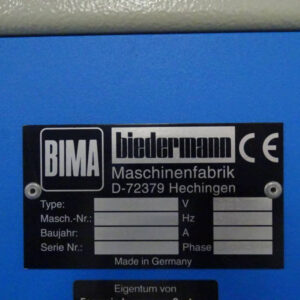 BIMA
biedermann CE
Maschinenfabrik
D-72379 Hechingen
Type: V
Masch.-Nr.: Hz
Baujahr: A
Serie Nr.: Phase
Made in Germany
Eigentum von